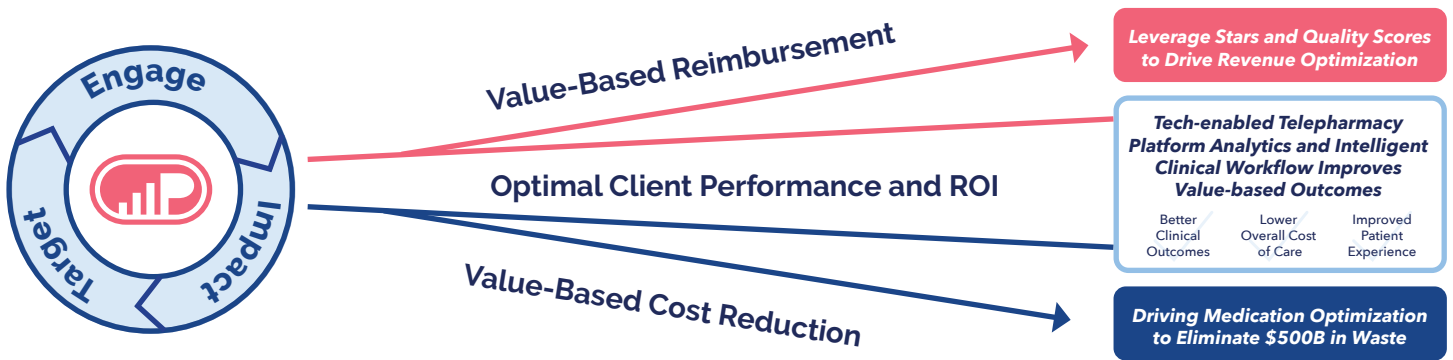 Engage
Impact
Target
Value-Based Reimbursement
Optimal Client Performance and ROI
Value-Based Cost Reduction
Leverage Stars and Quality Scores
to Drive Revenue Optimization
Tech-enabled Telepharmacy
Platform Analytics and Intelligent
Clinical Workflow Improves
Value-based Outcomes
Better
Clinical
Outcomes
Lower
Overall Cost
of Care
Improved
Patient
Experience
Driving Medication Optimization
to Eliminate $500B in Waste